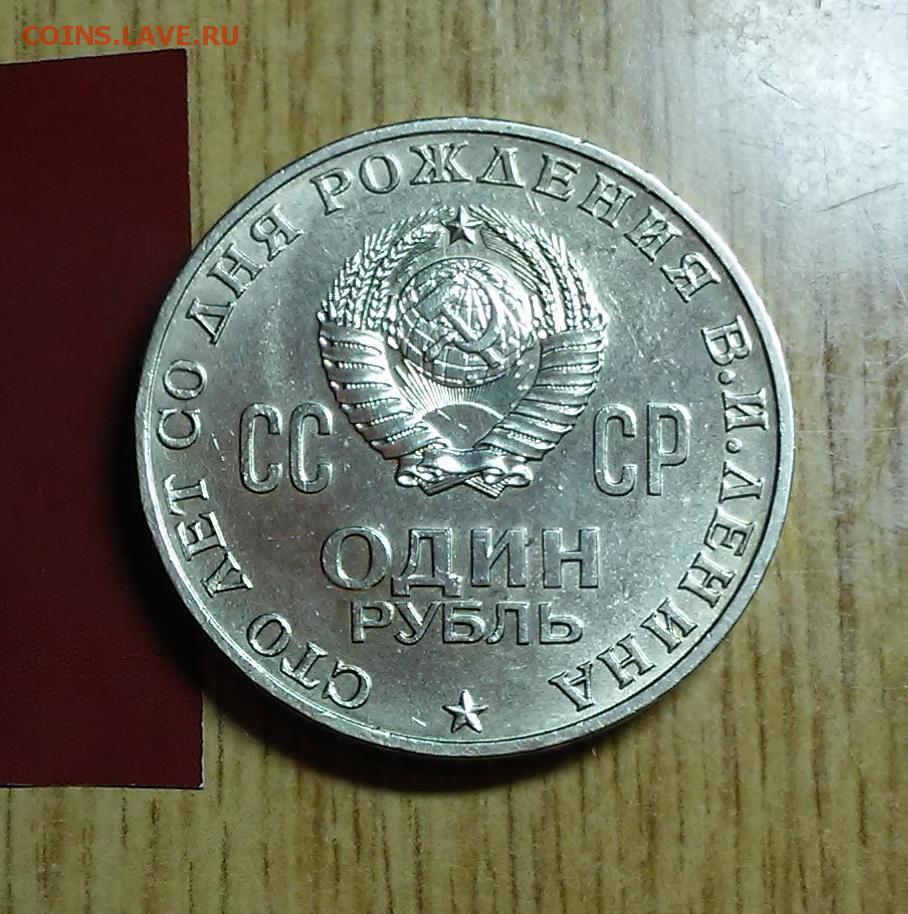 COINS.LAVE.RU
СТО ЛЕТ СО ДНЯ РОЖДЕНИЯ В.И.ЛЕНИНА
СС СР
ОДИН
РУБЛЬ